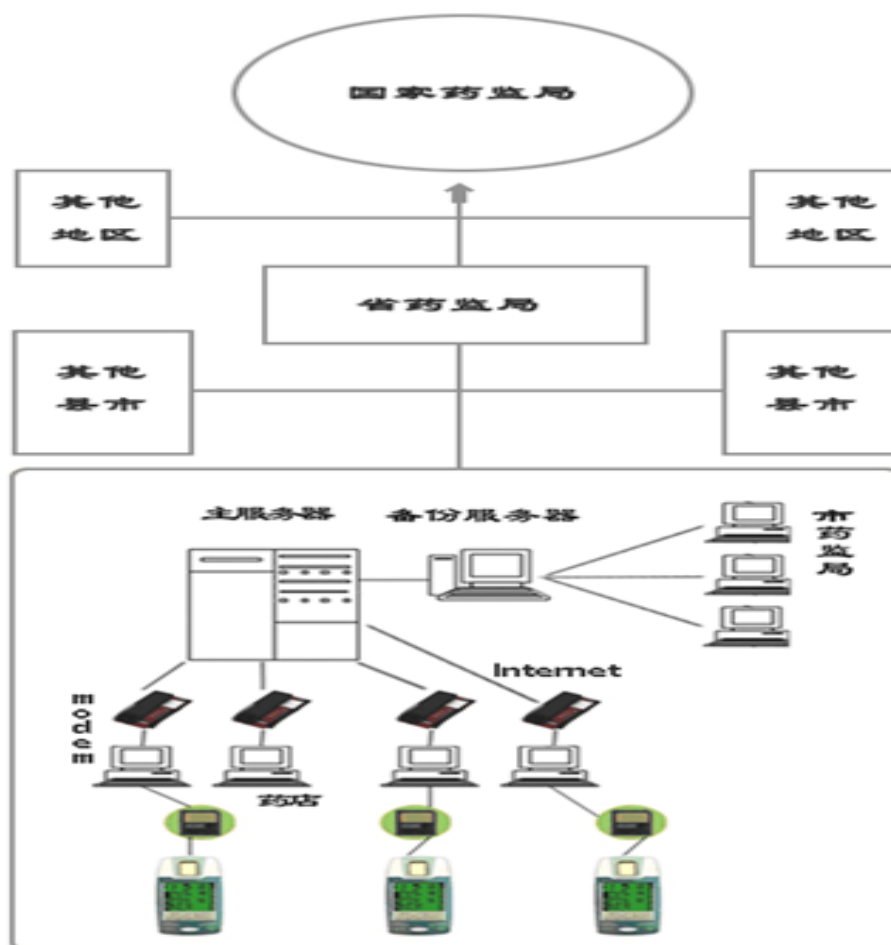 国家药监局
其他
地区
其他
地区
省药监局
其他
县市
其他
县市
主服务器
备份服务器
市药监局
Internet
modem
药店